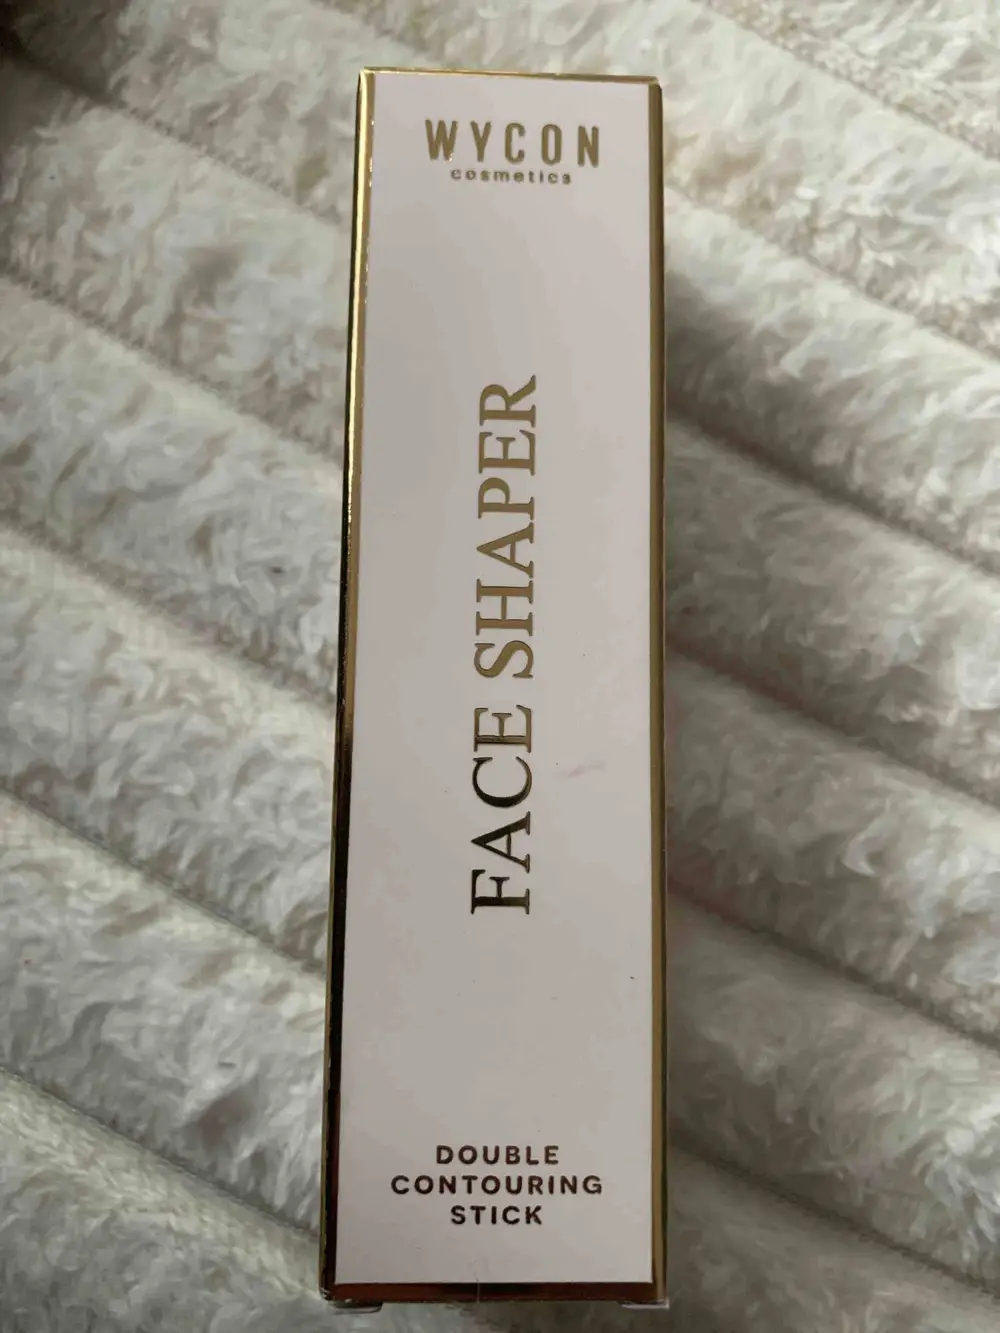 WYCON
cosmetics
FACE SHAPER
DOUBLE
CONTOURING
STICK